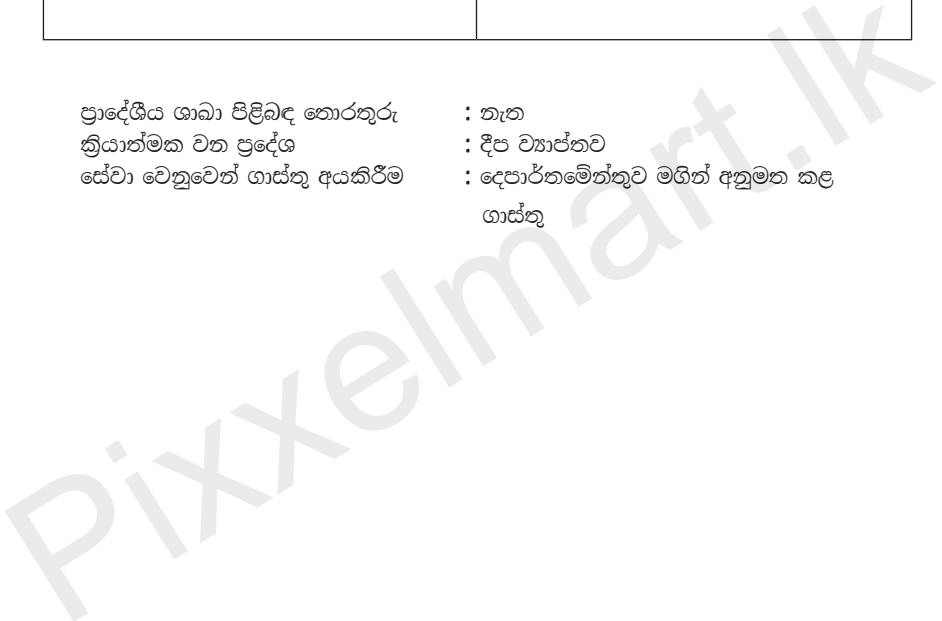 ප්‍රාදේශීය ශාඛා පිළිබඳ තොරතුරු : නැත
ක්‍රියාත්මක වන ප්‍රදේශ : දීප ව්‍යාප්තව
සේවා වෙනුවෙන් ගාස්තු අයකිරීම : දෙපාර්තමේන්තුව මගින් අනුමත කළ
ගාස්තු
Pixxelmart.lk